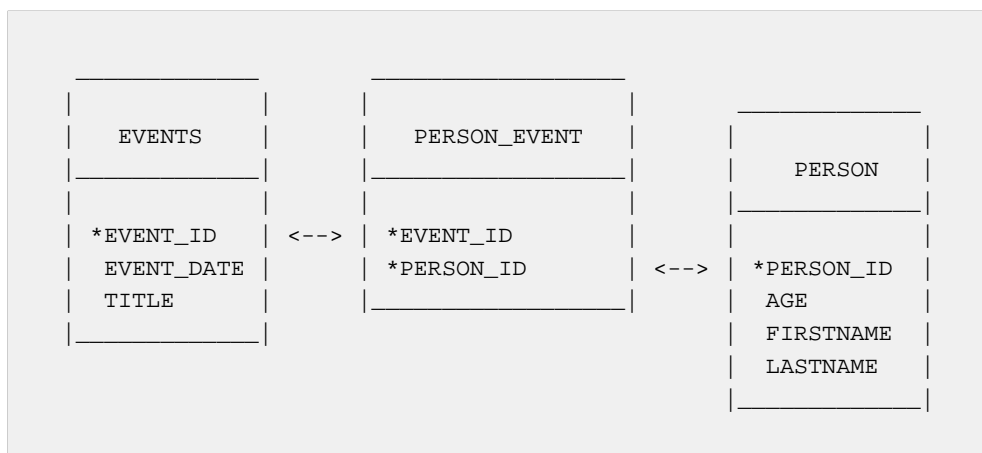 EVENTS PERSON_EVENT
PERSON
*EVENT_ID <--> *EVENT_ID
EVENT_DATE *PERSON_ID <--> *PERSON_ID
TITLE AGE
FIRSTNAME
LASTNAME